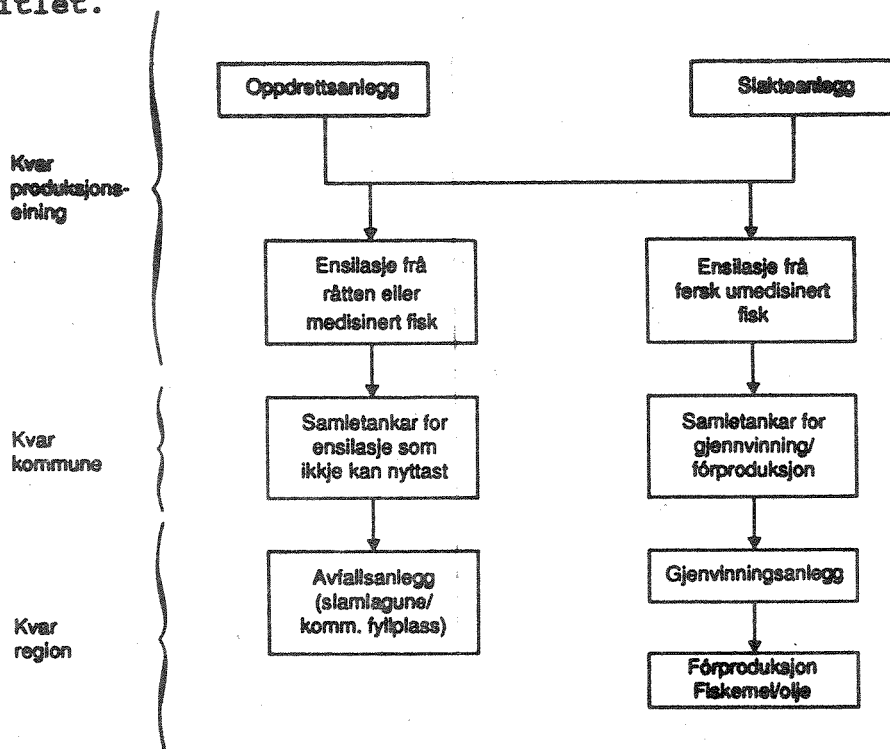 itlet.
Oppdrettsanlegg
Slakteanlegg
Kvar
produksjons-
eining
Ensilasje frå
råtten eller
medisinert fisk
Ensilasje frå
fersk umedisinert
fisk
Kvar
kommune
Samletankar for
ensilasje som
ikkje kan nyttast
Samletankar for
gjennvinning/
fórproduksjon
Kvar
region
Avfallsanlegg
(slamlagune/
komm. fyllplass)
Gjenvinningsanlegg
Fórproduksjon
Fiskemel/olje